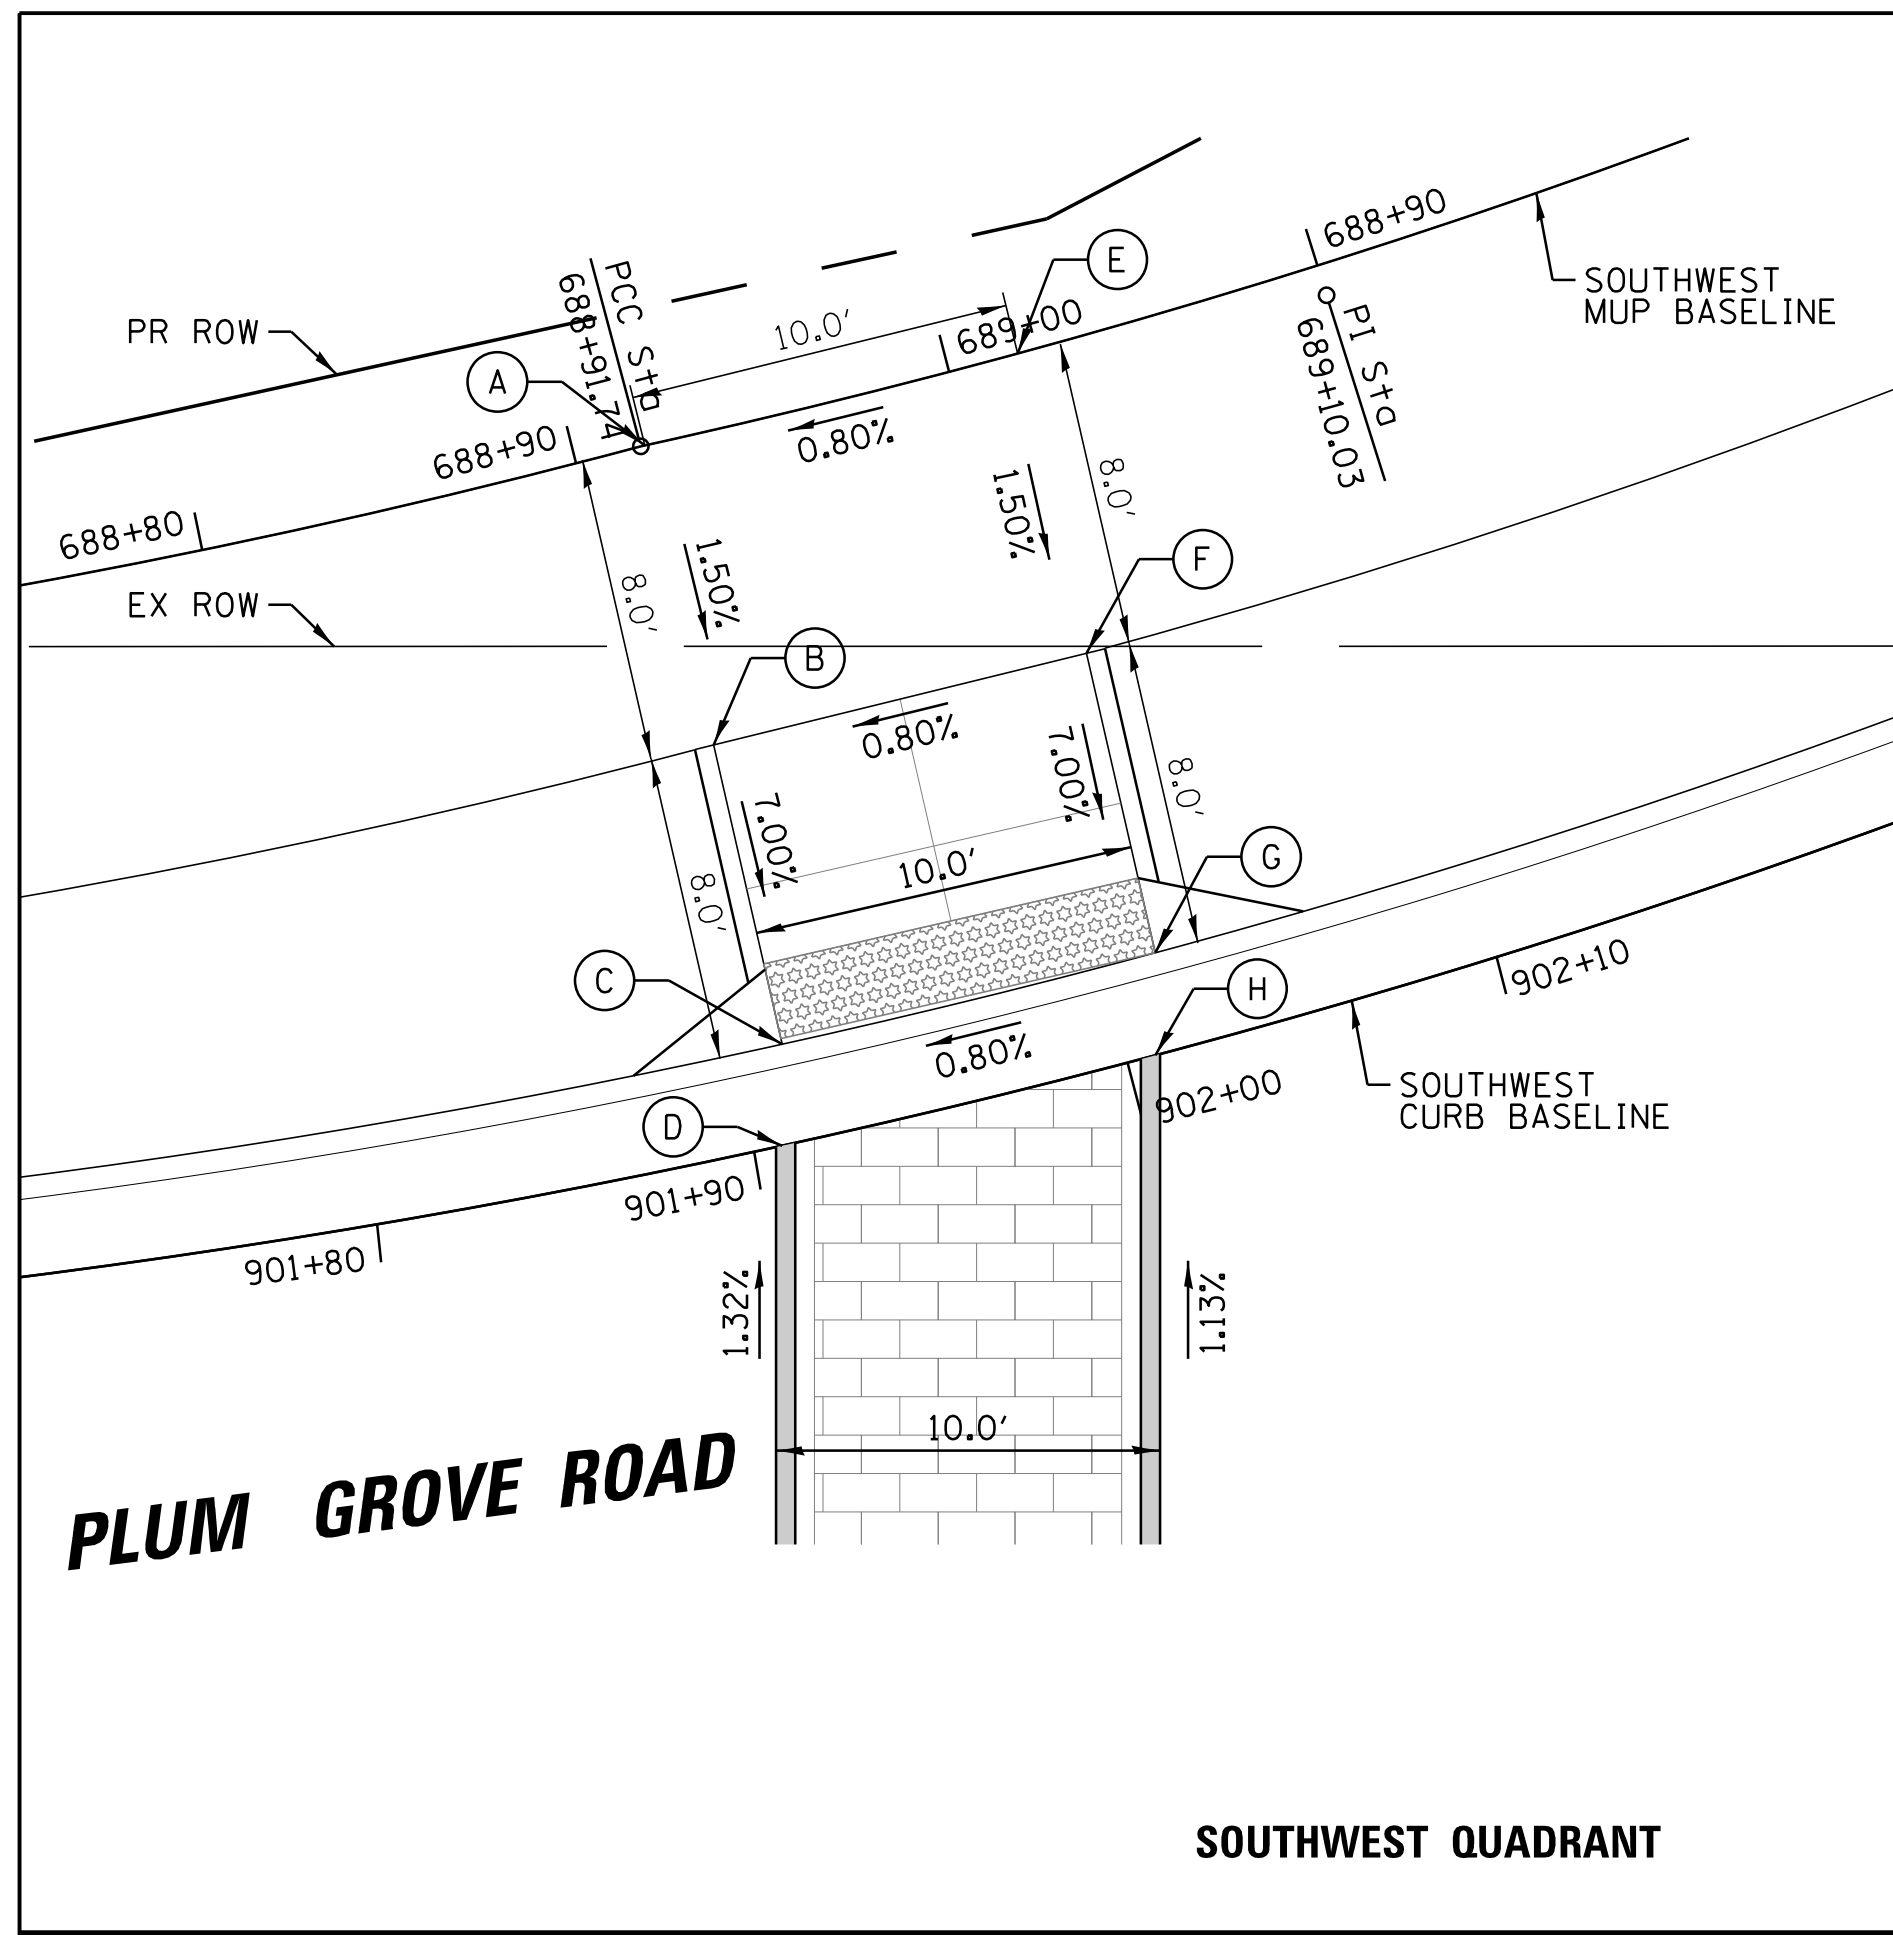 688+90
SOUTHWEST
MUP BASELINE
E
PCC Sta
688+91.74
10.0'
689+00
PI Sta
689+10.03
PR ROW
A
0.80%
688+90
688+80
1.50%
8.0'
1.50%
8.0'
EX ROW
F
B
0.80%
7.00%
8.0'
7.00%
10.0'
8.0'
G
C
H
902+10
0.80%
SOUTHWEST
CURB BASELINE
902+00
D
901+90
901+80
1.32%
1.13%
10.0'
PLUM GROVE ROAD
SOUTHWEST QUADRANT